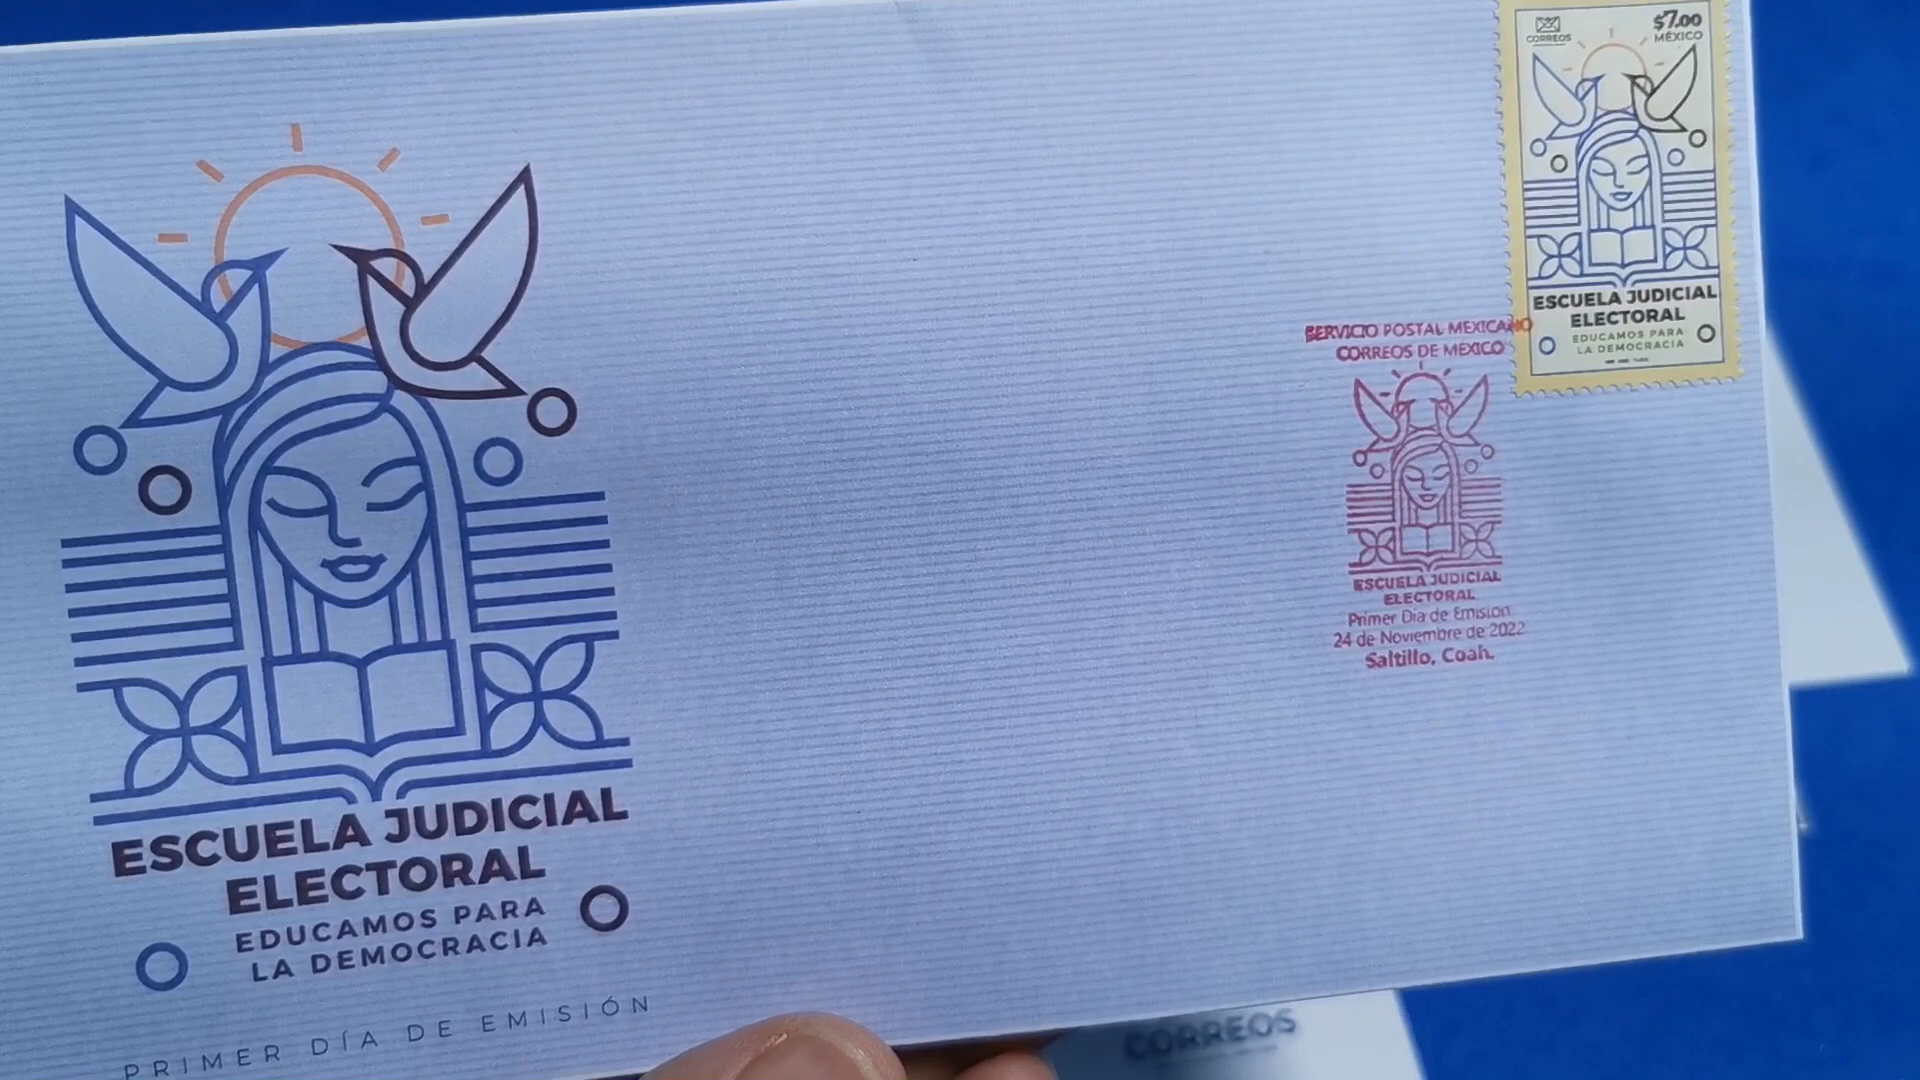 ESCUELA JUDICIAL
ELECTORAL
EDUCAMOS PARA
LA DEMOCRACIA
PRIMER DÍA DE EMISIÓN
SERVICIO POSTAL MEXICANO
CORREOS DE MÉXICO
ESCUELA JUDICIAL
ELECTORAL
Primer Día de Emisión
24 de Noviembre de 2022
Saltillo, Coah.
CORREOS
$7.00
MÉXICO
ESCUELA JUDICIAL
ELECTORAL
EDUCAMOS PARA
LA DEMOCRACIA
CORREOS